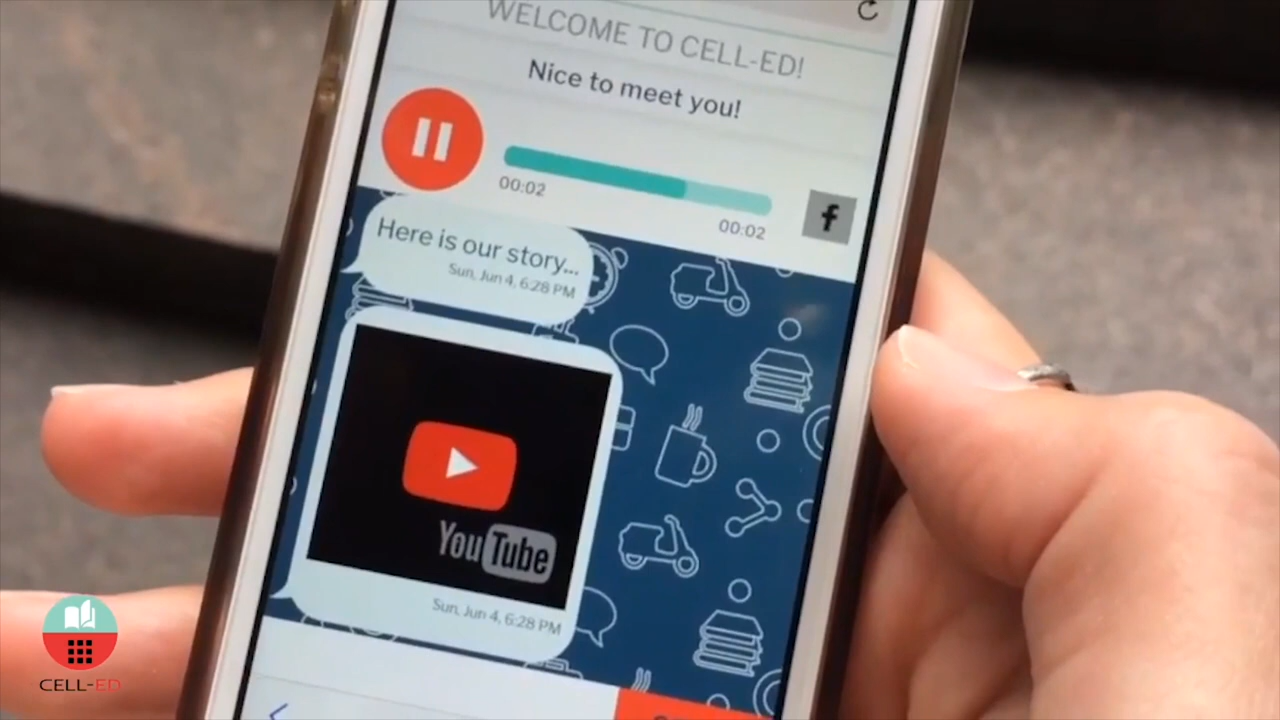 WELCOME TO CELL-ED!
Nice to meet you!
00:02
00:02
f
Here is our story...
Sun, Jun 4, 6:28 PM
YouTube
Sun, Jun 4, 6:28 PM
CELL-ED